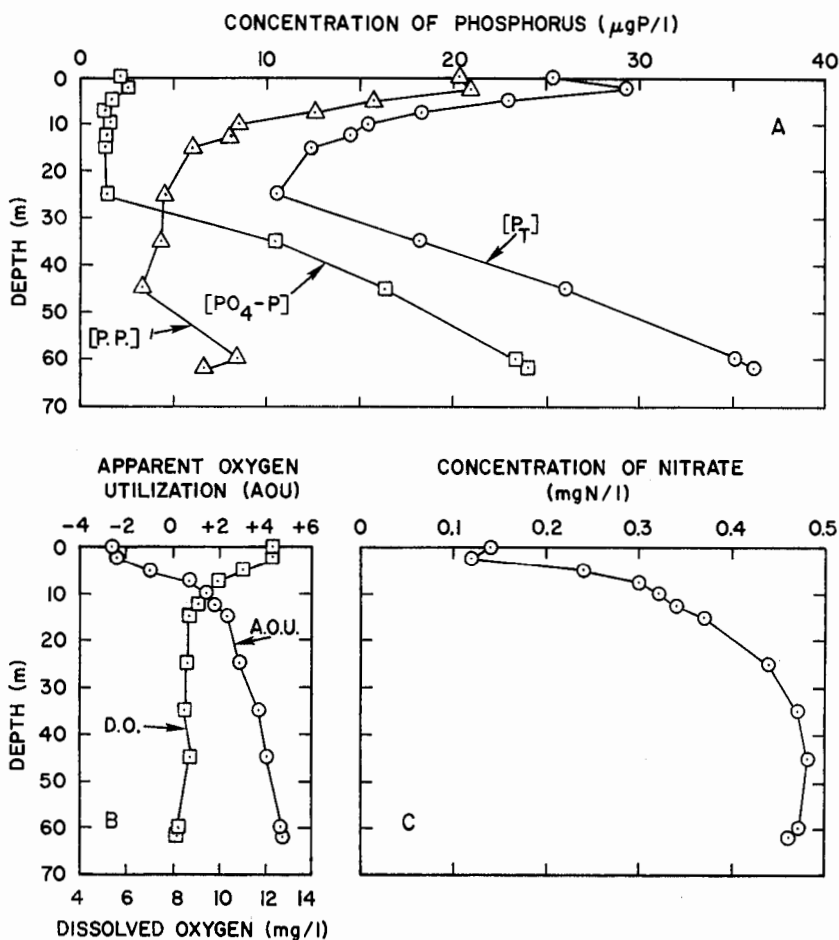 CONCENTRATION OF PHOSPHORUS (μgP/l)
0 10 20 30 40
0
10
20
30
40
50
60
70
DEPTH (m)
A
[P_T]
[PO₄-P]
[P.P.]
APPARENT OXYGEN
UTILIZATION (AOU)
-4 -2 0 +2 +4 +6
0
10
20
30
40
50
60
70
DEPTH (m)
A.O.U.
D.O.
B
4 6 8 10 12 14
DISSOLVED OXYGEN (mg/l)
CONCENTRATION OF NITRATE
(mgN/l)
0 0.1 0.2 0.3 0.4 0.5
C